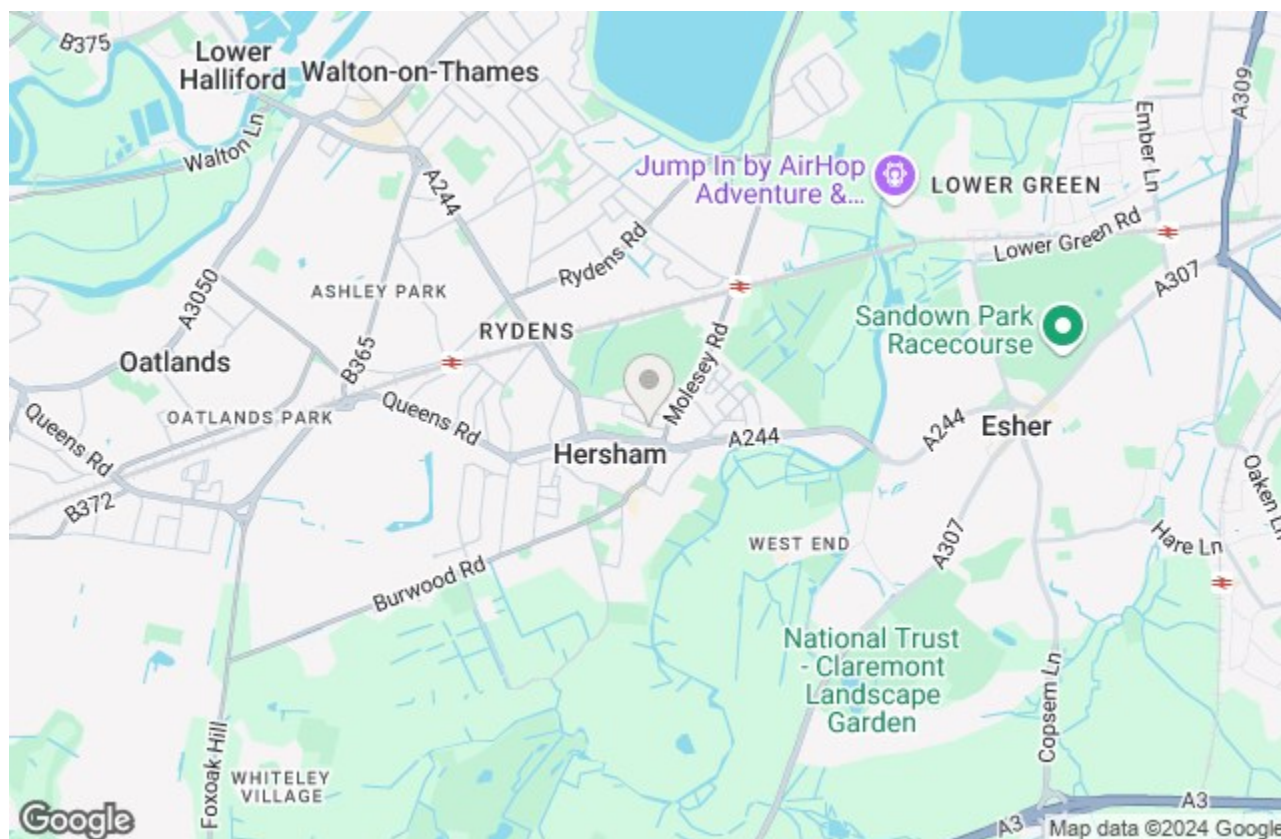 B375
Lower
Halliford
Walton-on-Thames
Walton Ln
A244
Jump In by AirHop
Adventure &...
LOWER GREEN
Ember Ln
A309
Lower Green Rd
Rydens Rd
A307
A3050
ASHLEY PARK
RYDENS
Sandown Park
Racecourse
Oatlands
B365
Molesey Rd
OATLANDS PARK
Queens Rd
Queens Rd
Hersham
A244
A244
Esher
B372
Oaken Ln
Hare Ln
WEST END
A307
Burwood Rd
National Trust
- Claremont
Landscape
Garden
Copsem Ln
Foxoak Hill
WHITELEY
VILLAGE
A3
A3
Google
Map data ©2024 Google